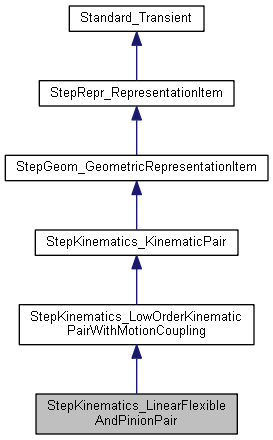 Standard_Transient
StepRepr_RepresentationItem
StepGeom_GeometricRepresentationItem
StepKinematics_KinematicPair
StepKinematics_LowOrderKinematic
PairWithMotionCoupling
StepKinematics_LinearFlexible
AndPinionPair